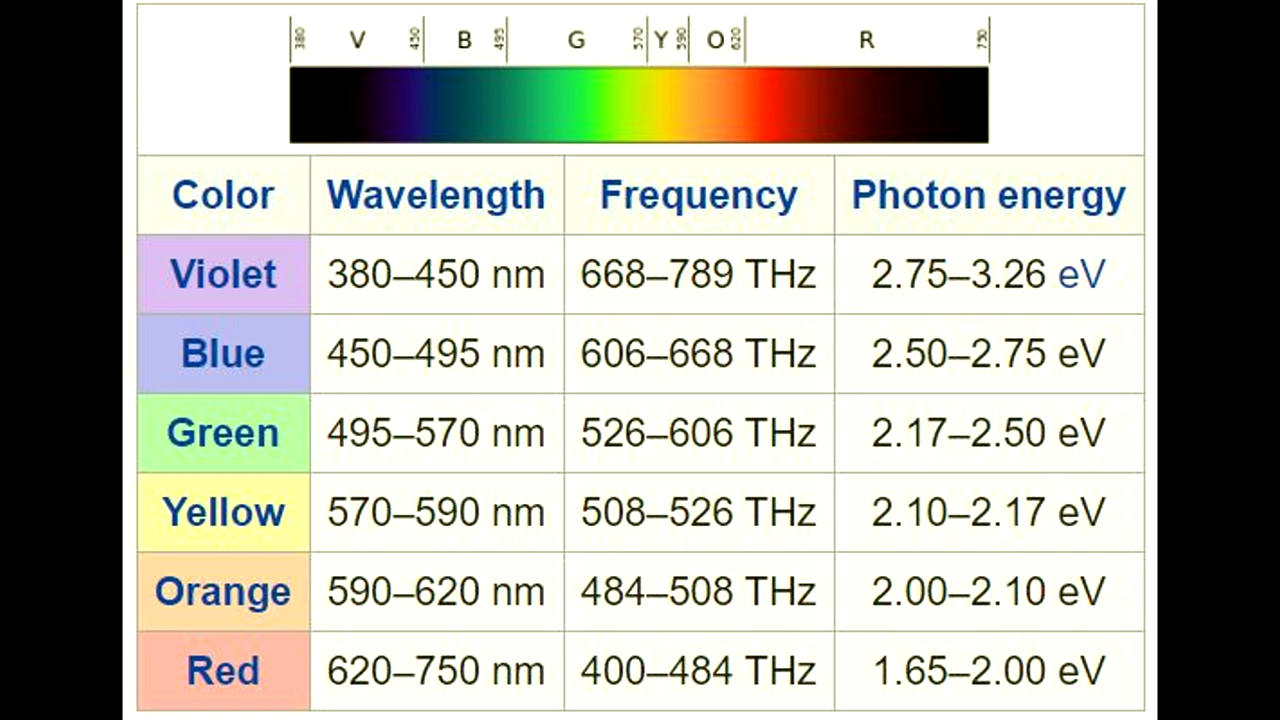 380 V 450 B 495 G 570 Y 590 O 620 R 750
Color Wavelength Frequency Photon energy
Violet 380–450 nm 668–789 THz 2.75–3.26 eV
Blue 450–495 nm 606–668 THz 2.50–2.75 eV
Green 495–570 nm 526–606 THz 2.17–2.50 eV
Yellow 570–590 nm 508–526 THz 2.10–2.17 eV
Orange 590–620 nm 484–508 THz 2.00–2.10 eV
Red 620–750 nm 400–484 THz 1.65–2.00 eV